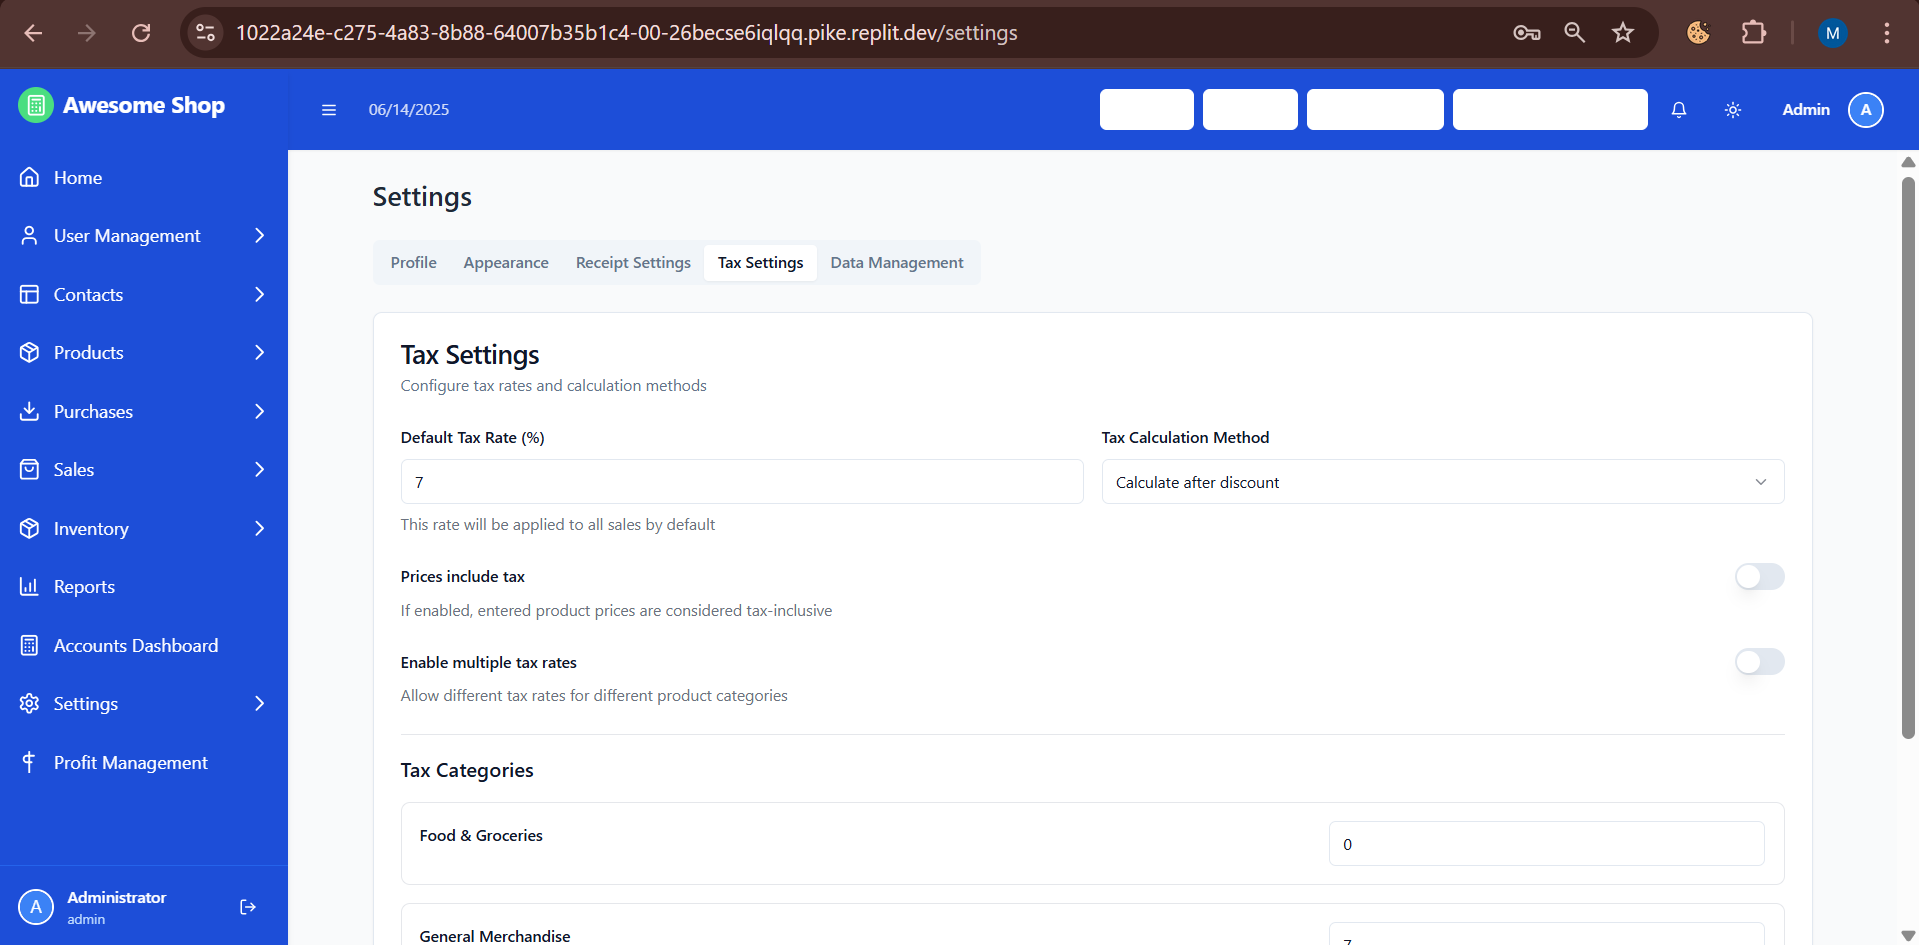 1022a24e-c275-4a83-8b88-64007b35b1c4-00-26becse6iqlqq.pike.replit.dev/settings
M
Awesome Shop
06/14/2025
Admin
A
Home
User Management
Contacts
Products
Purchases
Sales
Inventory
Reports
Accounts Dashboard
Settings
Profit Management
A
Administrator
admin
Settings
Profile
Appearance
Receipt Settings
Tax Settings
Data Management
Tax Settings
Configure tax rates and calculation methods
Default Tax Rate (%)
7
This rate will be applied to all sales by default
Tax Calculation Method
Calculate after discount
Prices include tax
If enabled, entered product prices are considered tax-inclusive
Enable multiple tax rates
Allow different tax rates for different product categories
Tax Categories
Food & Groceries
0
General Merchandise
7